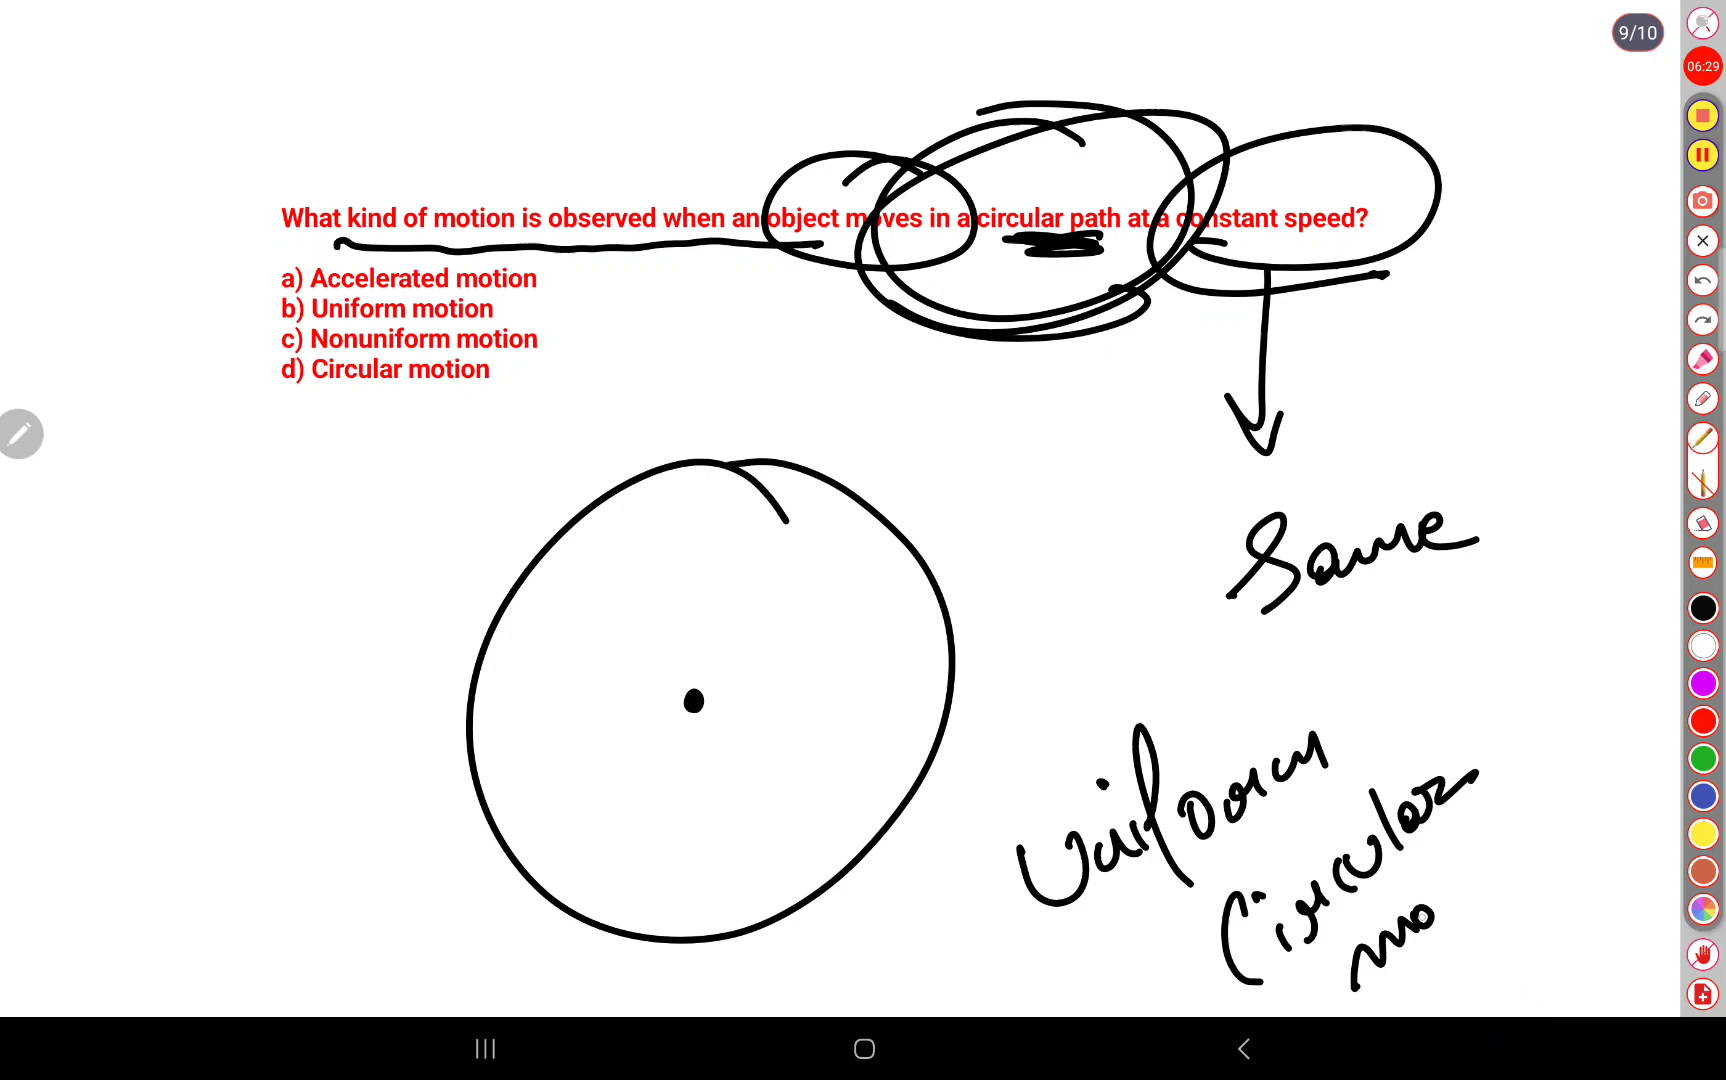 9/10
06:29
What kind of motion is observed when an object moves in a circular path at a constant speed?
a) Accelerated motion
b) Uniform motion
c) Nonuniform motion
d) Circular motion
Same
Uniform
Circular
mo